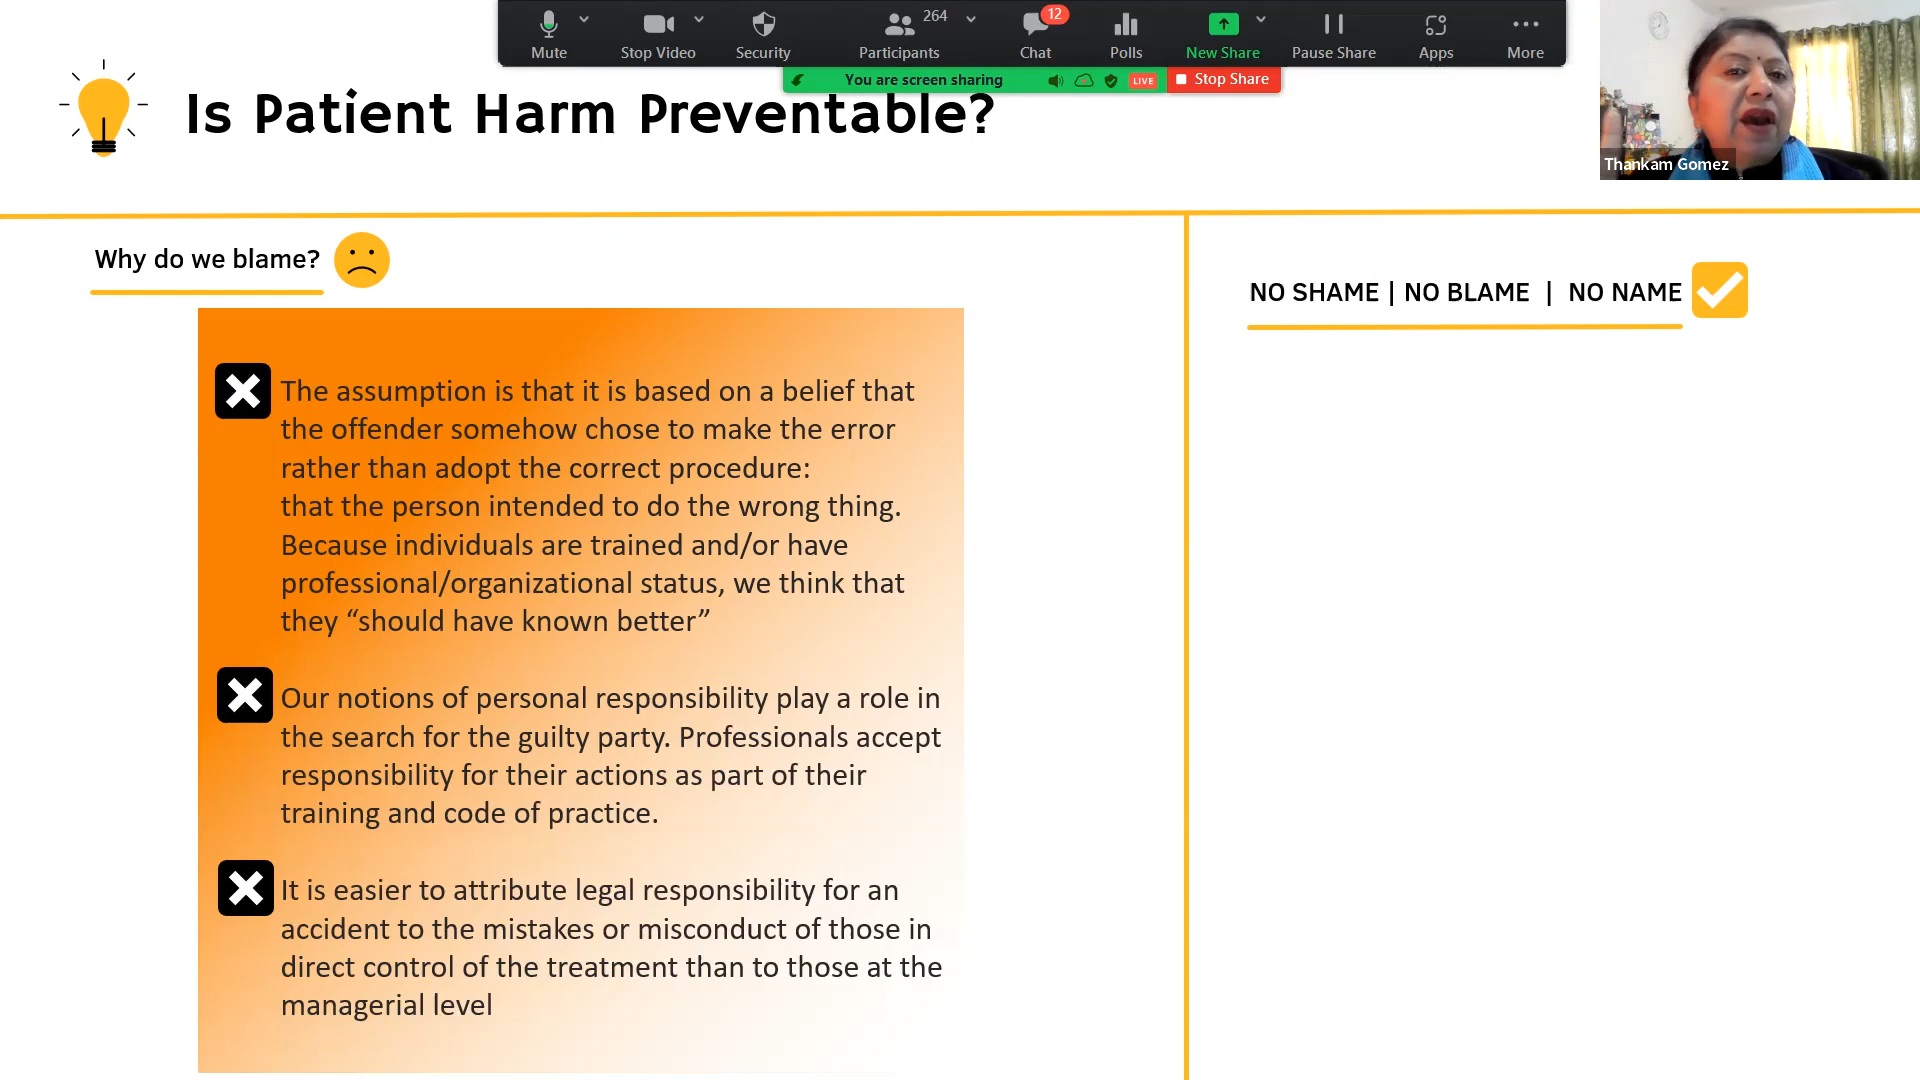 Mute
Stop Video
Security
264
Participants
12
Chat
Polls
New Share
Pause Share
Apps
More
You are screen sharing
LIVE
Stop Share
Thankam Gomez
Is Patient Harm Preventable?
Why do we blame?
The assumption is that it is based on a belief that
the offender somehow chose to make the error
rather than adopt the correct procedure:
that the person intended to do the wrong thing.
Because individuals are trained and/or have
professional/organizational status, we think that
they “should have known better”
Our notions of personal responsibility play a role in
the search for the guilty party. Professionals accept
responsibility for their actions as part of their
training and code of practice.
It is easier to attribute legal responsibility for an
accident to the mistakes or misconduct of those in
direct control of the treatment than to those at the
managerial level
NO SHAME | NO BLAME | NO NAME